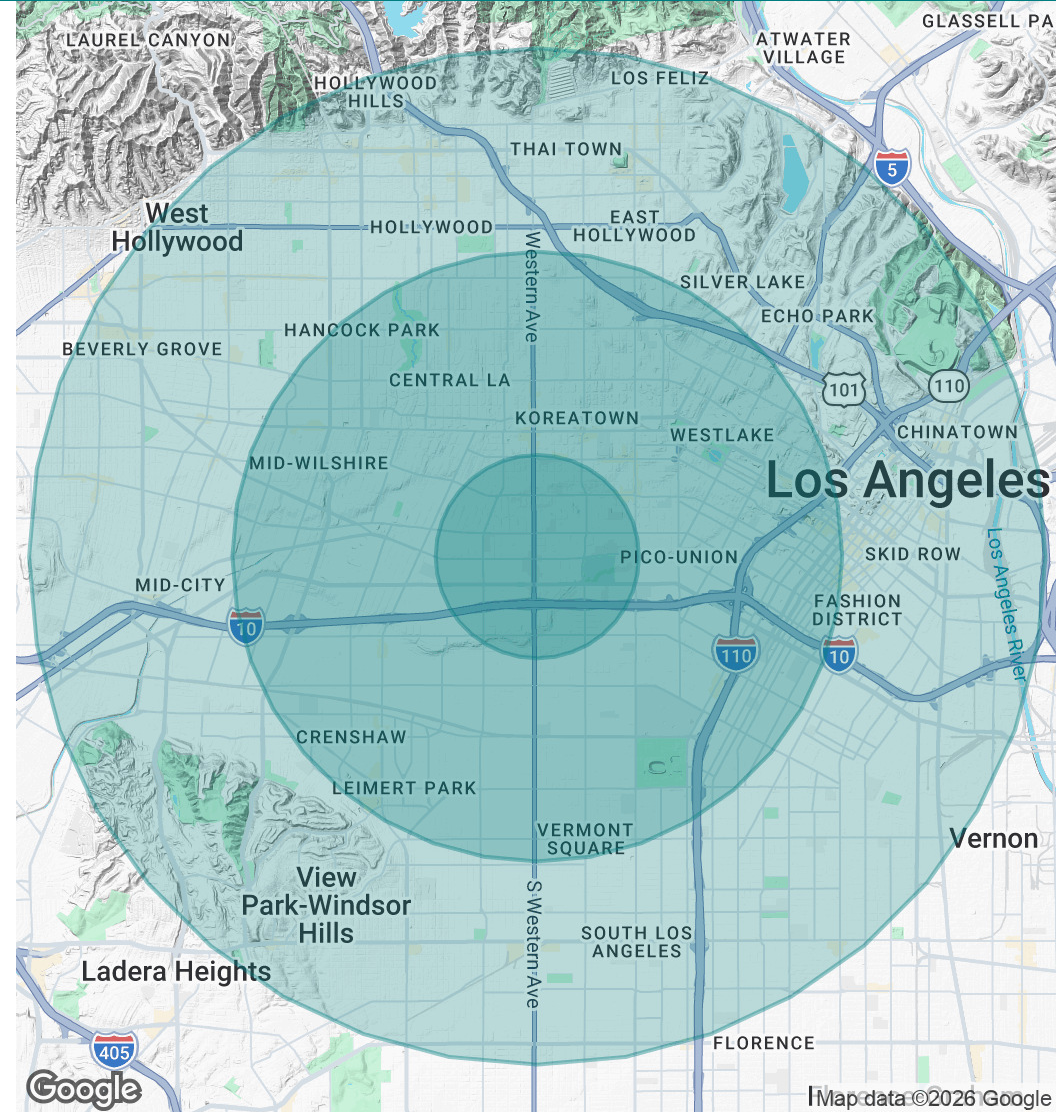 GLASSELL PA
LAUREL CANYON
ATWATER
VILLAGE
HOLLYWOOD
HILLS
LOS FELIZ
THAI TOWN
5
West
Hollywood
HOLLYWOOD
EAST
HOLLYWOOD
Western Ave
SILVER LAKE
ECHO PARK
HANCOCK PARK
BEVERLY GROVE
CENTRAL LA
101
110
KOREATOWN
WESTLAKE
CHINATOWN
MID-WILSHIRE
Los Angeles
PICO-UNION
SKID ROW
Los Angeles River
MID-CITY
FASHION
DISTRICT
10
110
10
CRENSHAW
LEIMERT PARK
VERMONT
SQUARE
Vernon
View
Park-Windsor
Hills
S Western Ave
SOUTH LOS
ANGELES
Ladera Heights
FLORENCE
405
Google
Map data ©2026 Google